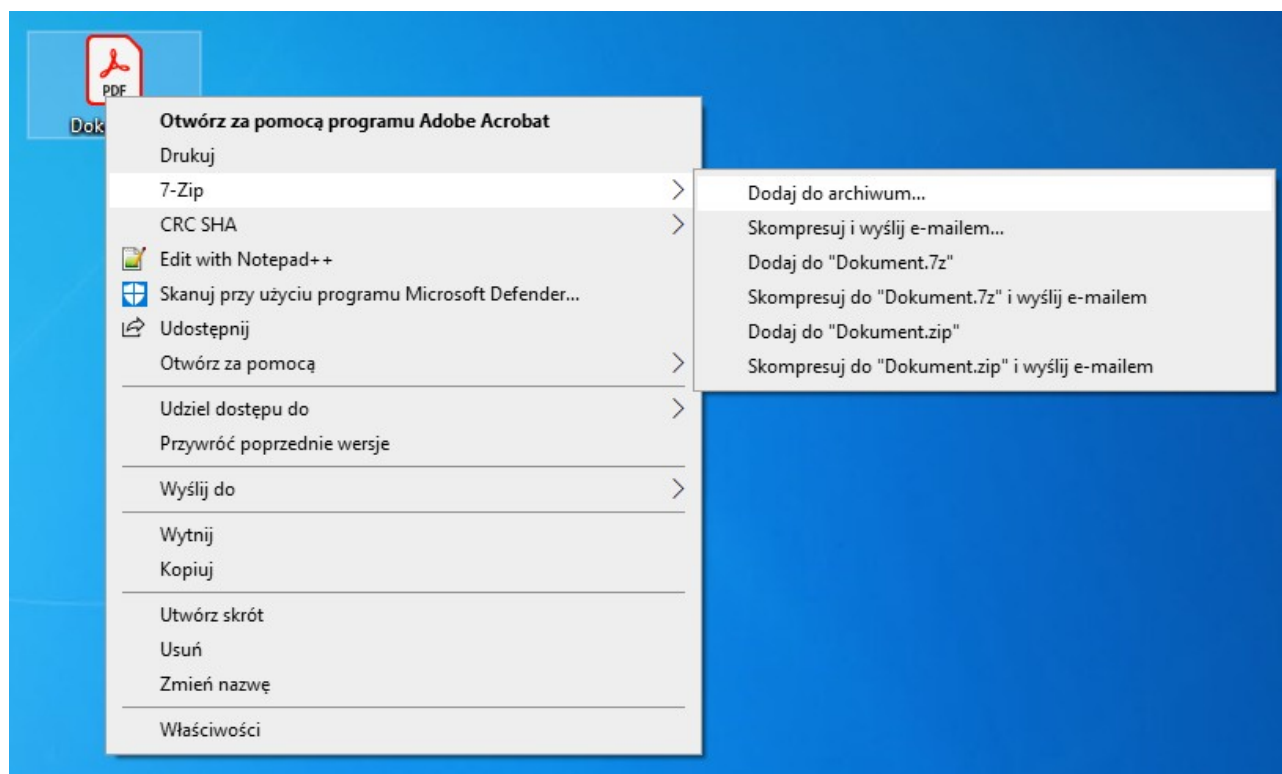 PDF
Dok
Otwórz za pomocą programu Adobe Acrobat
Drukuj
7-Zip
CRC SHA
Edit with Notepad++
Skanuj przy użyciu programu Microsoft Defender...
Udostępnij
Otwórz za pomocą
Udziel dostępu do
Przywróć poprzednie wersje
Wyślij do
Wytnij
Kopiuj
Utwórz skrót
Usuń
Zmień nazwę
Właściwości
Dodaj do archiwum...
Skompresuj i wyślij e-mailem...
Dodaj do "Dokument.7z"
Skompresuj do "Dokument.7z" i wyślij e-mailem
Dodaj do "Dokument.zip"
Skompresuj do "Dokument.zip" i wyślij e-mailem